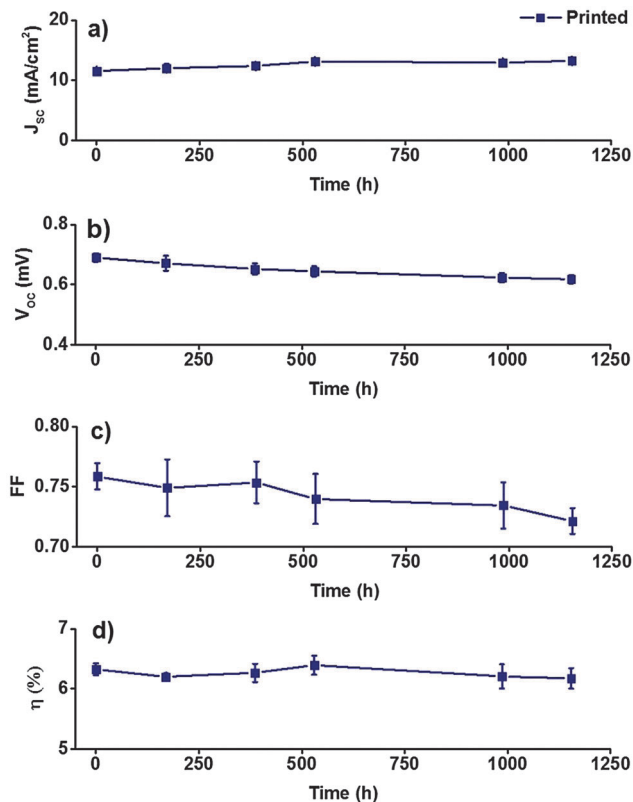 Printed
a)
20
10
0
J_sc (mA/cm²)
0 250 500 750 1000 1250
Time (h)
b)
0.8
0.6
0.4
V_oc (mV)
0 250 500 750 1000 1250
Time (h)
c)
0.80
0.75
0.70
FF
0 250 500 750 1000 1250
Time (h)
d)
7
6
5
η (%)
0 250 500 750 1000 1250
Time (h)